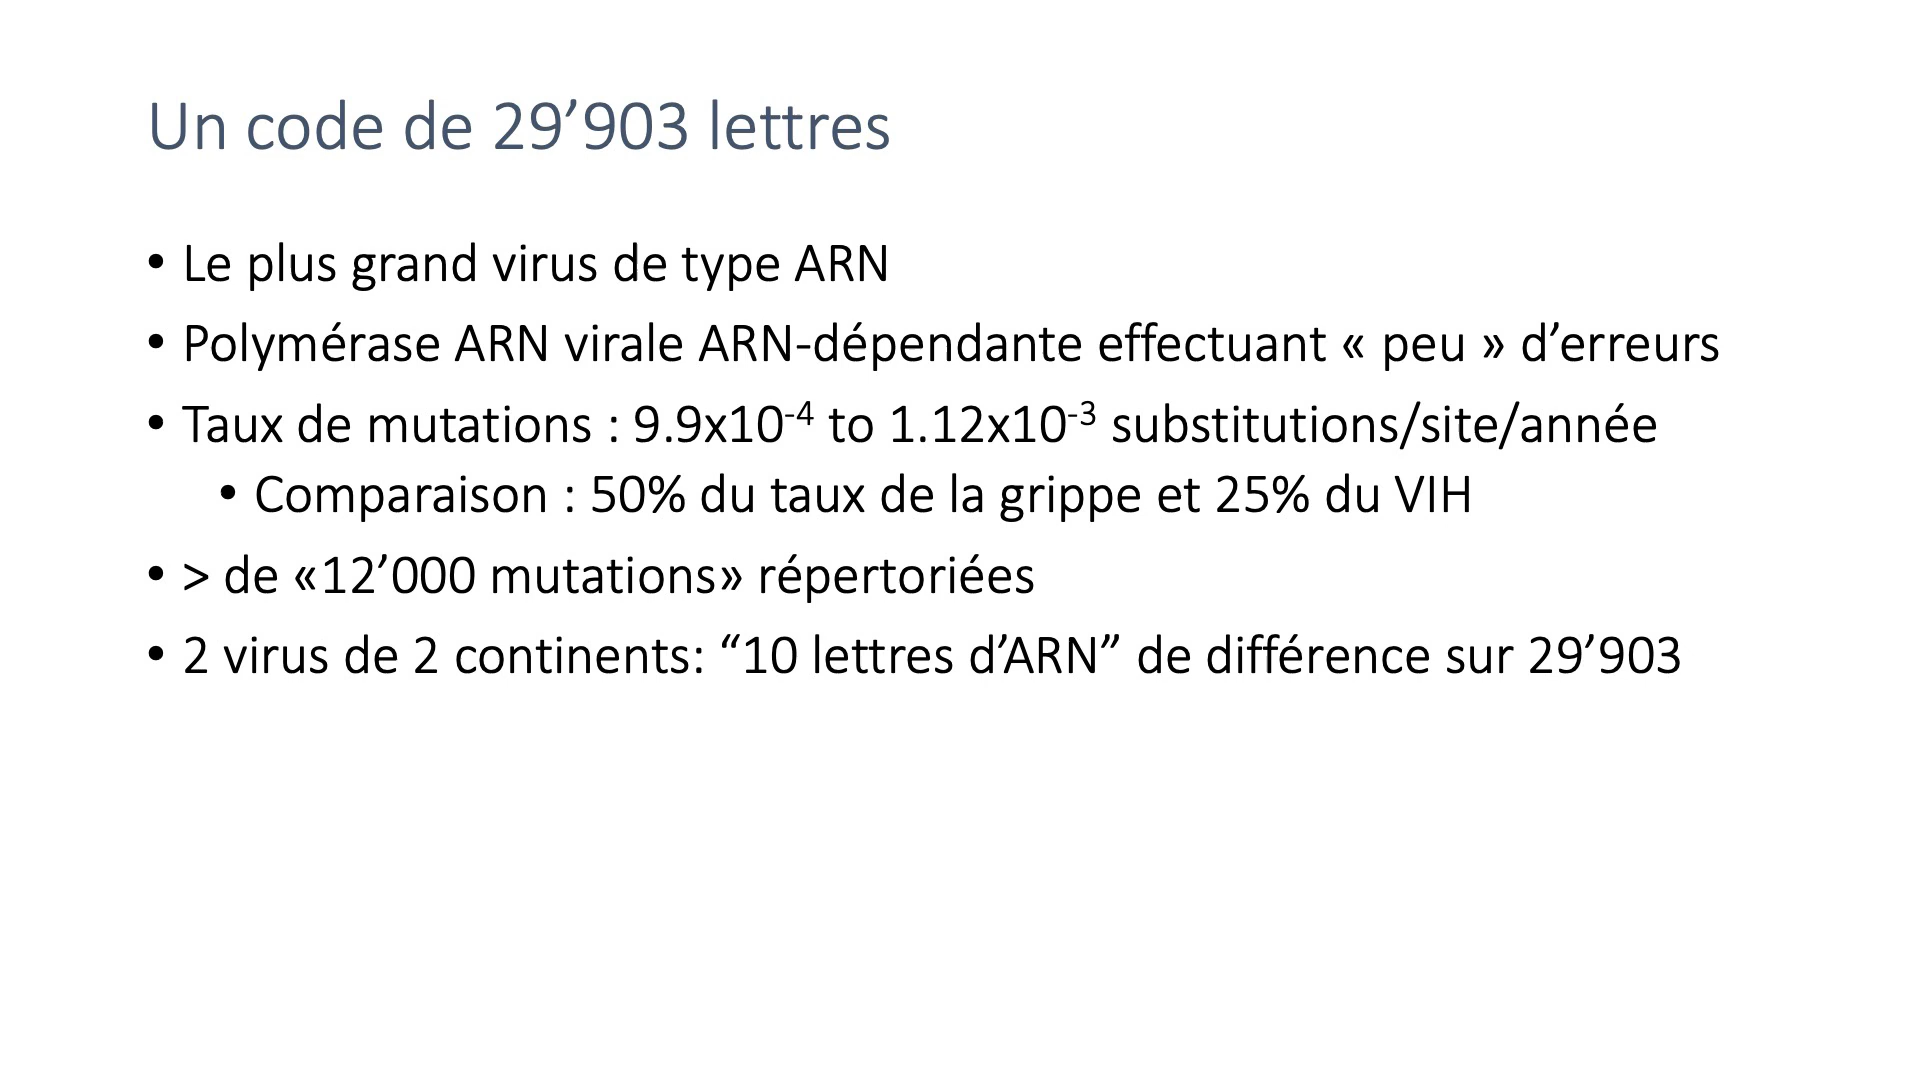 Un code de 29’903 lettres
• Le plus grand virus de type ARN
• Polymérase ARN virale ARN-dépendante effectuant « peu » d’erreurs
• Taux de mutations : 9.9x10⁻⁴ to 1.12x10⁻³ substitutions/site/année
• Comparaison : 50% du taux de la grippe et 25% du VIH
• > de «12’000 mutations» répertoriées
• 2 virus de 2 continents: “10 lettres d’ARN” de différence sur 29’903